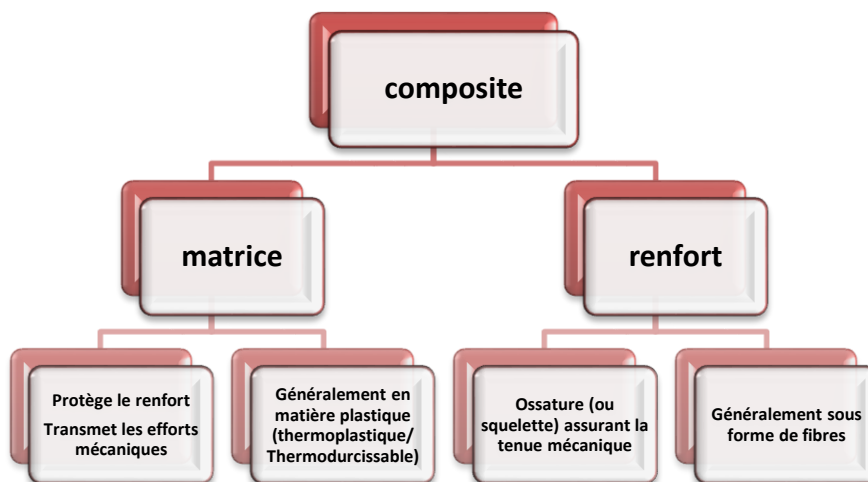 composite
matrice
renfort
Protège le renfort
Transmet les efforts
mécaniques
Généralement en
matière plastique
(thermoplastique/
Thermodurcissable)
Ossature (ou
squelette) assurant la
tenue mécanique
Généralement sous
forme de fibres